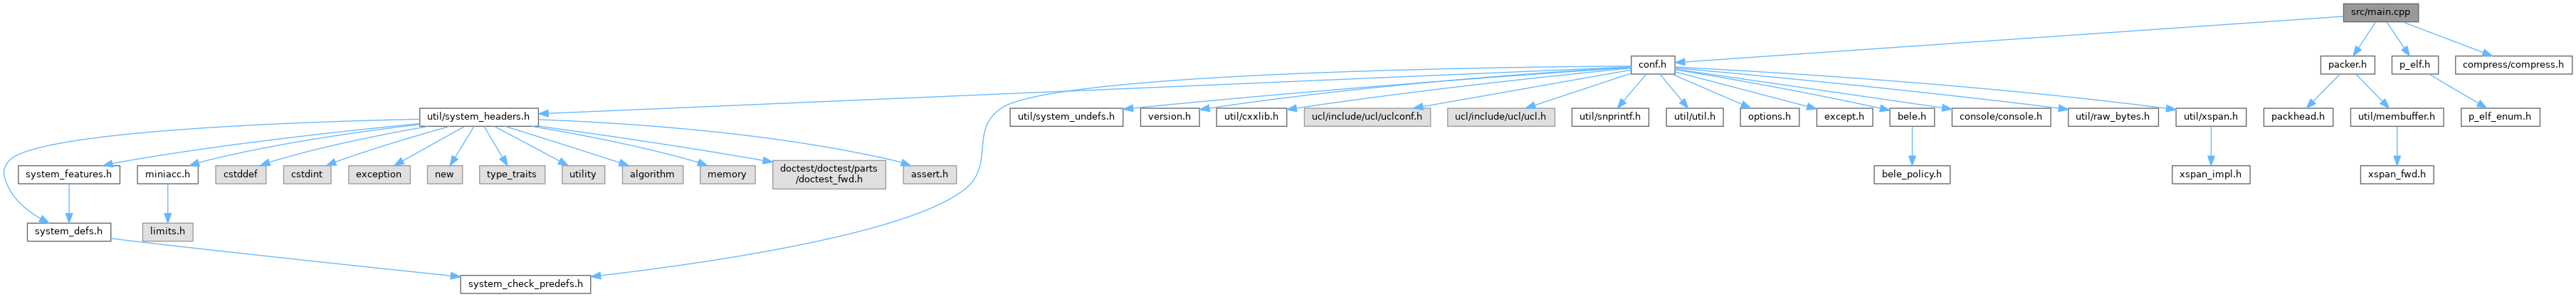 src/main.cpp
conf.h
packer.h
p_elf.h
compress/compress.h
util/system_headers.h
util/system_undefs.h
version.h
util/cxxlib.h
ucl/include/ucl/uclconf.h
ucl/include/ucl/ucl.h
util/snprintf.h
util/util.h
options.h
except.h
bele.h
console/console.h
util/raw_bytes.h
util/xspan.h
packhead.h
util/membuffer.h
p_elf_enum.h
system_features.h
miniacc.h
cstddef
cstdint
exception
new
type_traits
utility
algorithm
memory
doctest/doctest/parts
/doctest_fwd.h
assert.h
bele_policy.h
xspan_impl.h
xspan_fwd.h
system_defs.h
limits.h
system_check_predefs.h